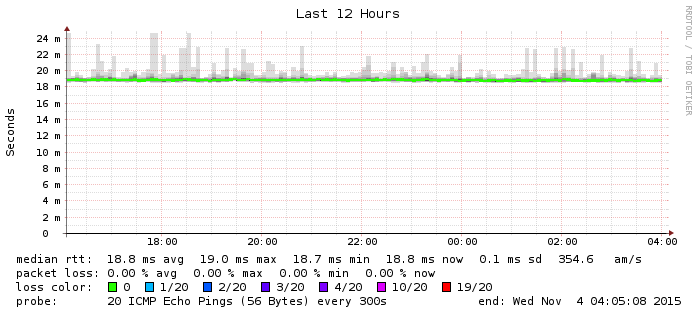 Last 12 Hours
RRDTOOL / TOBI OETIKER
Seconds
24 m
22 m
20 m
18 m
16 m
14 m
12 m
10 m
8 m
6 m
4 m
2 m
0
18:00 20:00 22:00 00:00 02:00 04:00
median rtt: 18.8 ms avg 19.0 ms max 18.7 ms min 18.8 ms now 0.1 ms sd 354.6 am/s
packet loss: 0.00 % avg 0.00 % max 0.00 % min 0.00 % now
loss color: 0 1/20 2/20 3/20 4/20 10/20 19/20
probe: 20 ICMP Echo Pings (56 Bytes) every 300s end: Wed Nov 4 04:05:08 2015